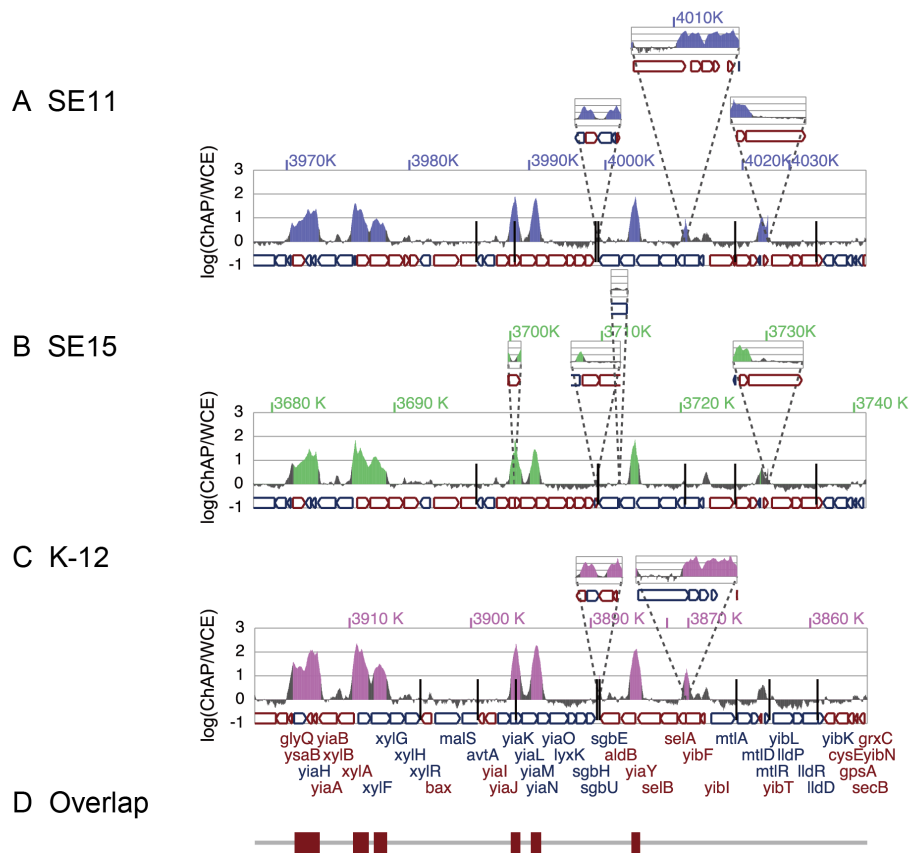 4010K
A SE11
3970K 3980K 3990K 4000K 4020K 4030K
log(ChAP/WCE)
3
2
1
0
-1
B SE15
3700K 3710K 3730K
3680 K 3690K 3720 K 3740 K
log(ChAP/WCE)
3
2
1
0
-1
C K-12
3910 K 3900 K 3890 K 3870 K 3860 K
log(ChAP/WCE)
3
2
1
0
-1
glyQ yiaB xylG malS yiaK yiaO sgbE selA mtlA yibL yibK grxC
ysaB xylB xylH avtA yiaL lyxK aldB yibF mtlD lldP cysE yibN
yiaH xylA xylR yiaI yiaM sgbH yiaY mtlR lldR gpsA
yiaA xylF bax yiaJ yiaN sgbU selB yibI yibT lldD secB
D Overlap